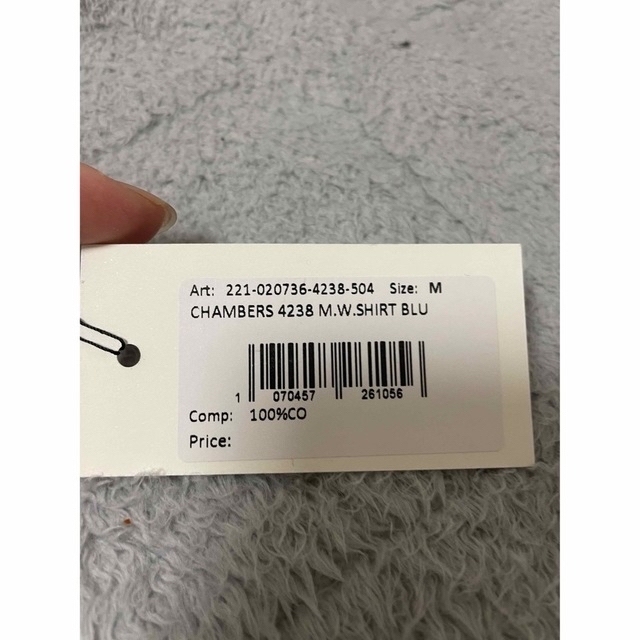 Art: 221-020736-4238-504 Size: M
CHAMBERS 4238 M.W.SHIRT BLU
1 070457 261056
Comp: 100%CO
Price: